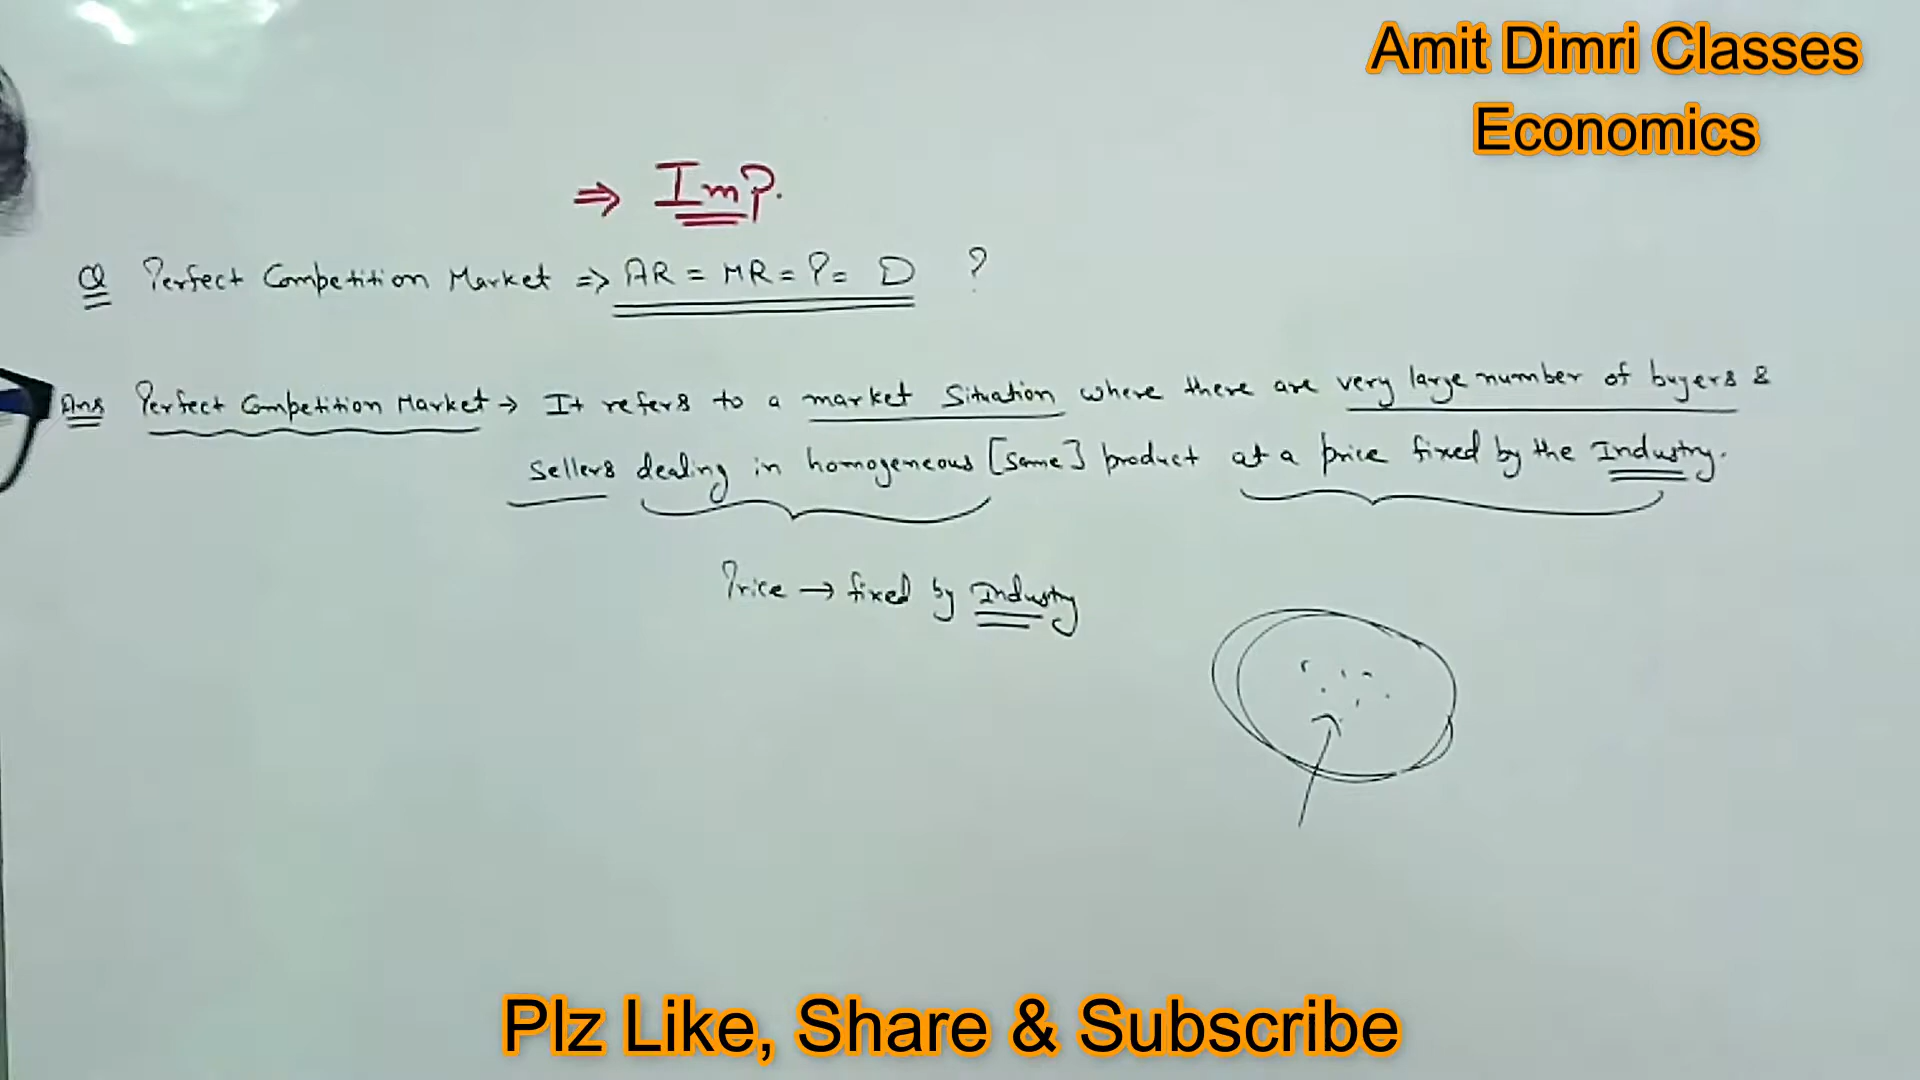 Amit Dimri Classes
Economics
⇒ Imp.
Q Perfect Competition Market => AR = MR = P = D ?
Ans Perfect Competition Market → It refers to a market Situation where there are very large number of buyers &
sellers dealing in homogeneous [same] product at a price fixed by the Industry.
Price → fixed by Industry
Plz Like, Share & Subscribe